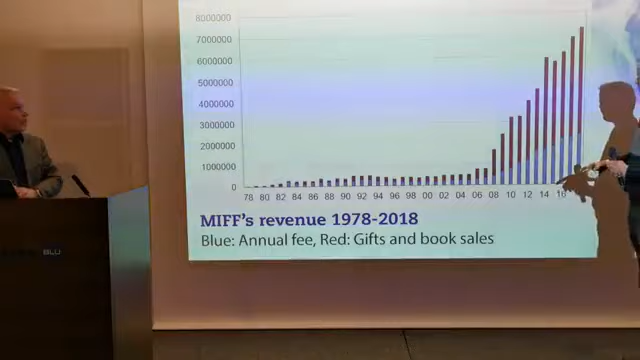 8000000
7000000
6000000
5000000
4000000
3000000
2000000
1000000
0
78 80 82 84 86 88 90 92 94 96 98 00 02 04 06 08 10 12 14 16
MIFF's revenue 1978-2018
Blue: Annual fee, Red: Gifts and book sales
BLU